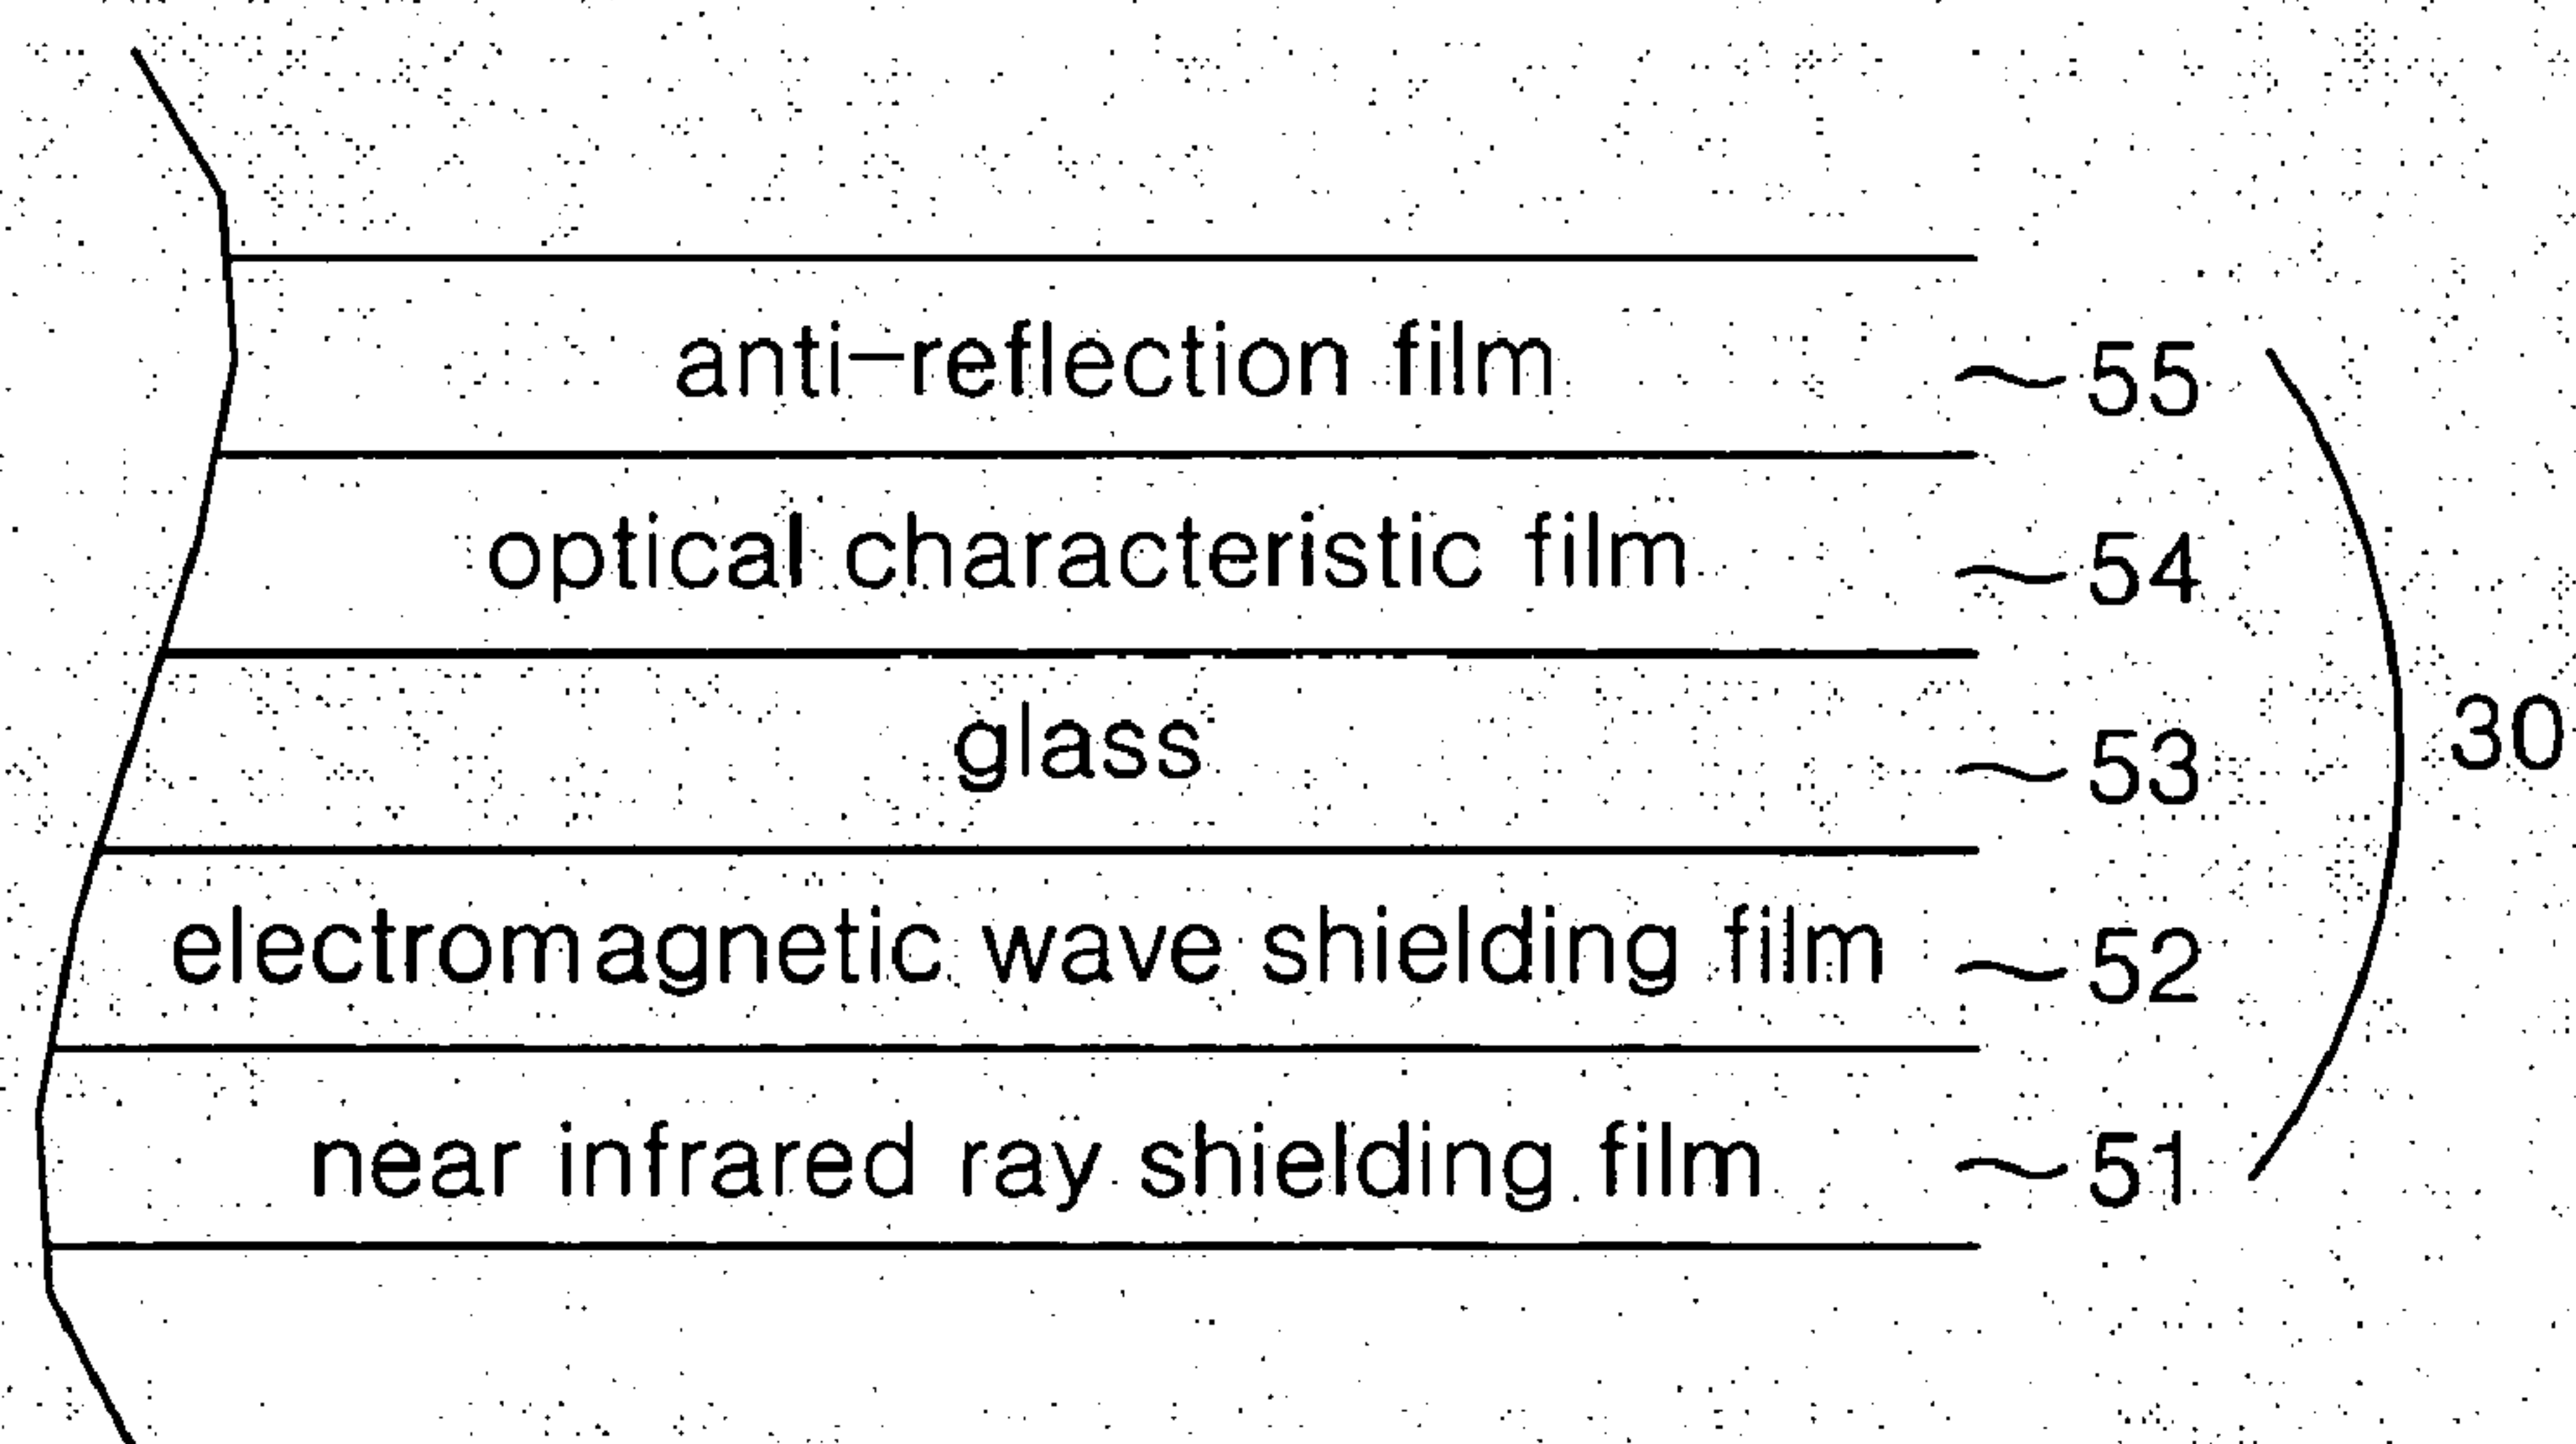 anti-reflection film 55
optical characteristic film 54
glass 53
30
electromagnetic wave shielding film 52
near infrared ray shielding film 51